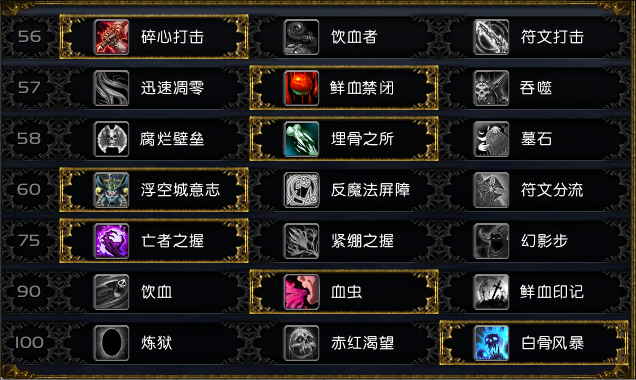 56 碎心打击 饮血者 符文打击
57 迅速凋零 鲜血禁闭 吞噬
58 腐烂壁垒 埋骨之所 墓石
60 浮空城意志 反魔法屏障 符文分流
75 亡者之握 紧绷之握 幻影步
90 饮血 血虫 鲜血印记
100 炼狱 赤红渴望 白骨风暴